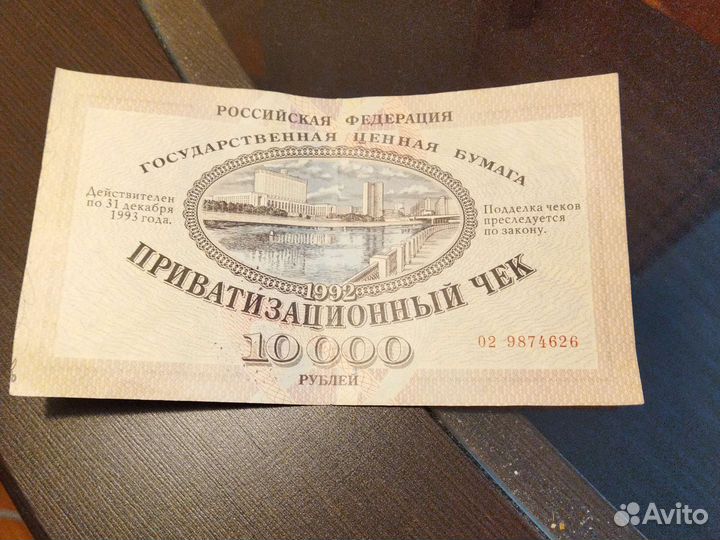 РОССИЙСКАЯ ФЕДЕРАЦИЯ
ГОСУДАРСТВЕННАЯ ЦЕННАЯ БУМАГА
Действителен
по 31 декабря
1993 года.
Подделка чеков
преследуется
по закону.
1992
ПРИВАТИЗАЦИОННЫЙ ЧЕК
10 000
РУБЛЕЙ
02 9874626
Avito